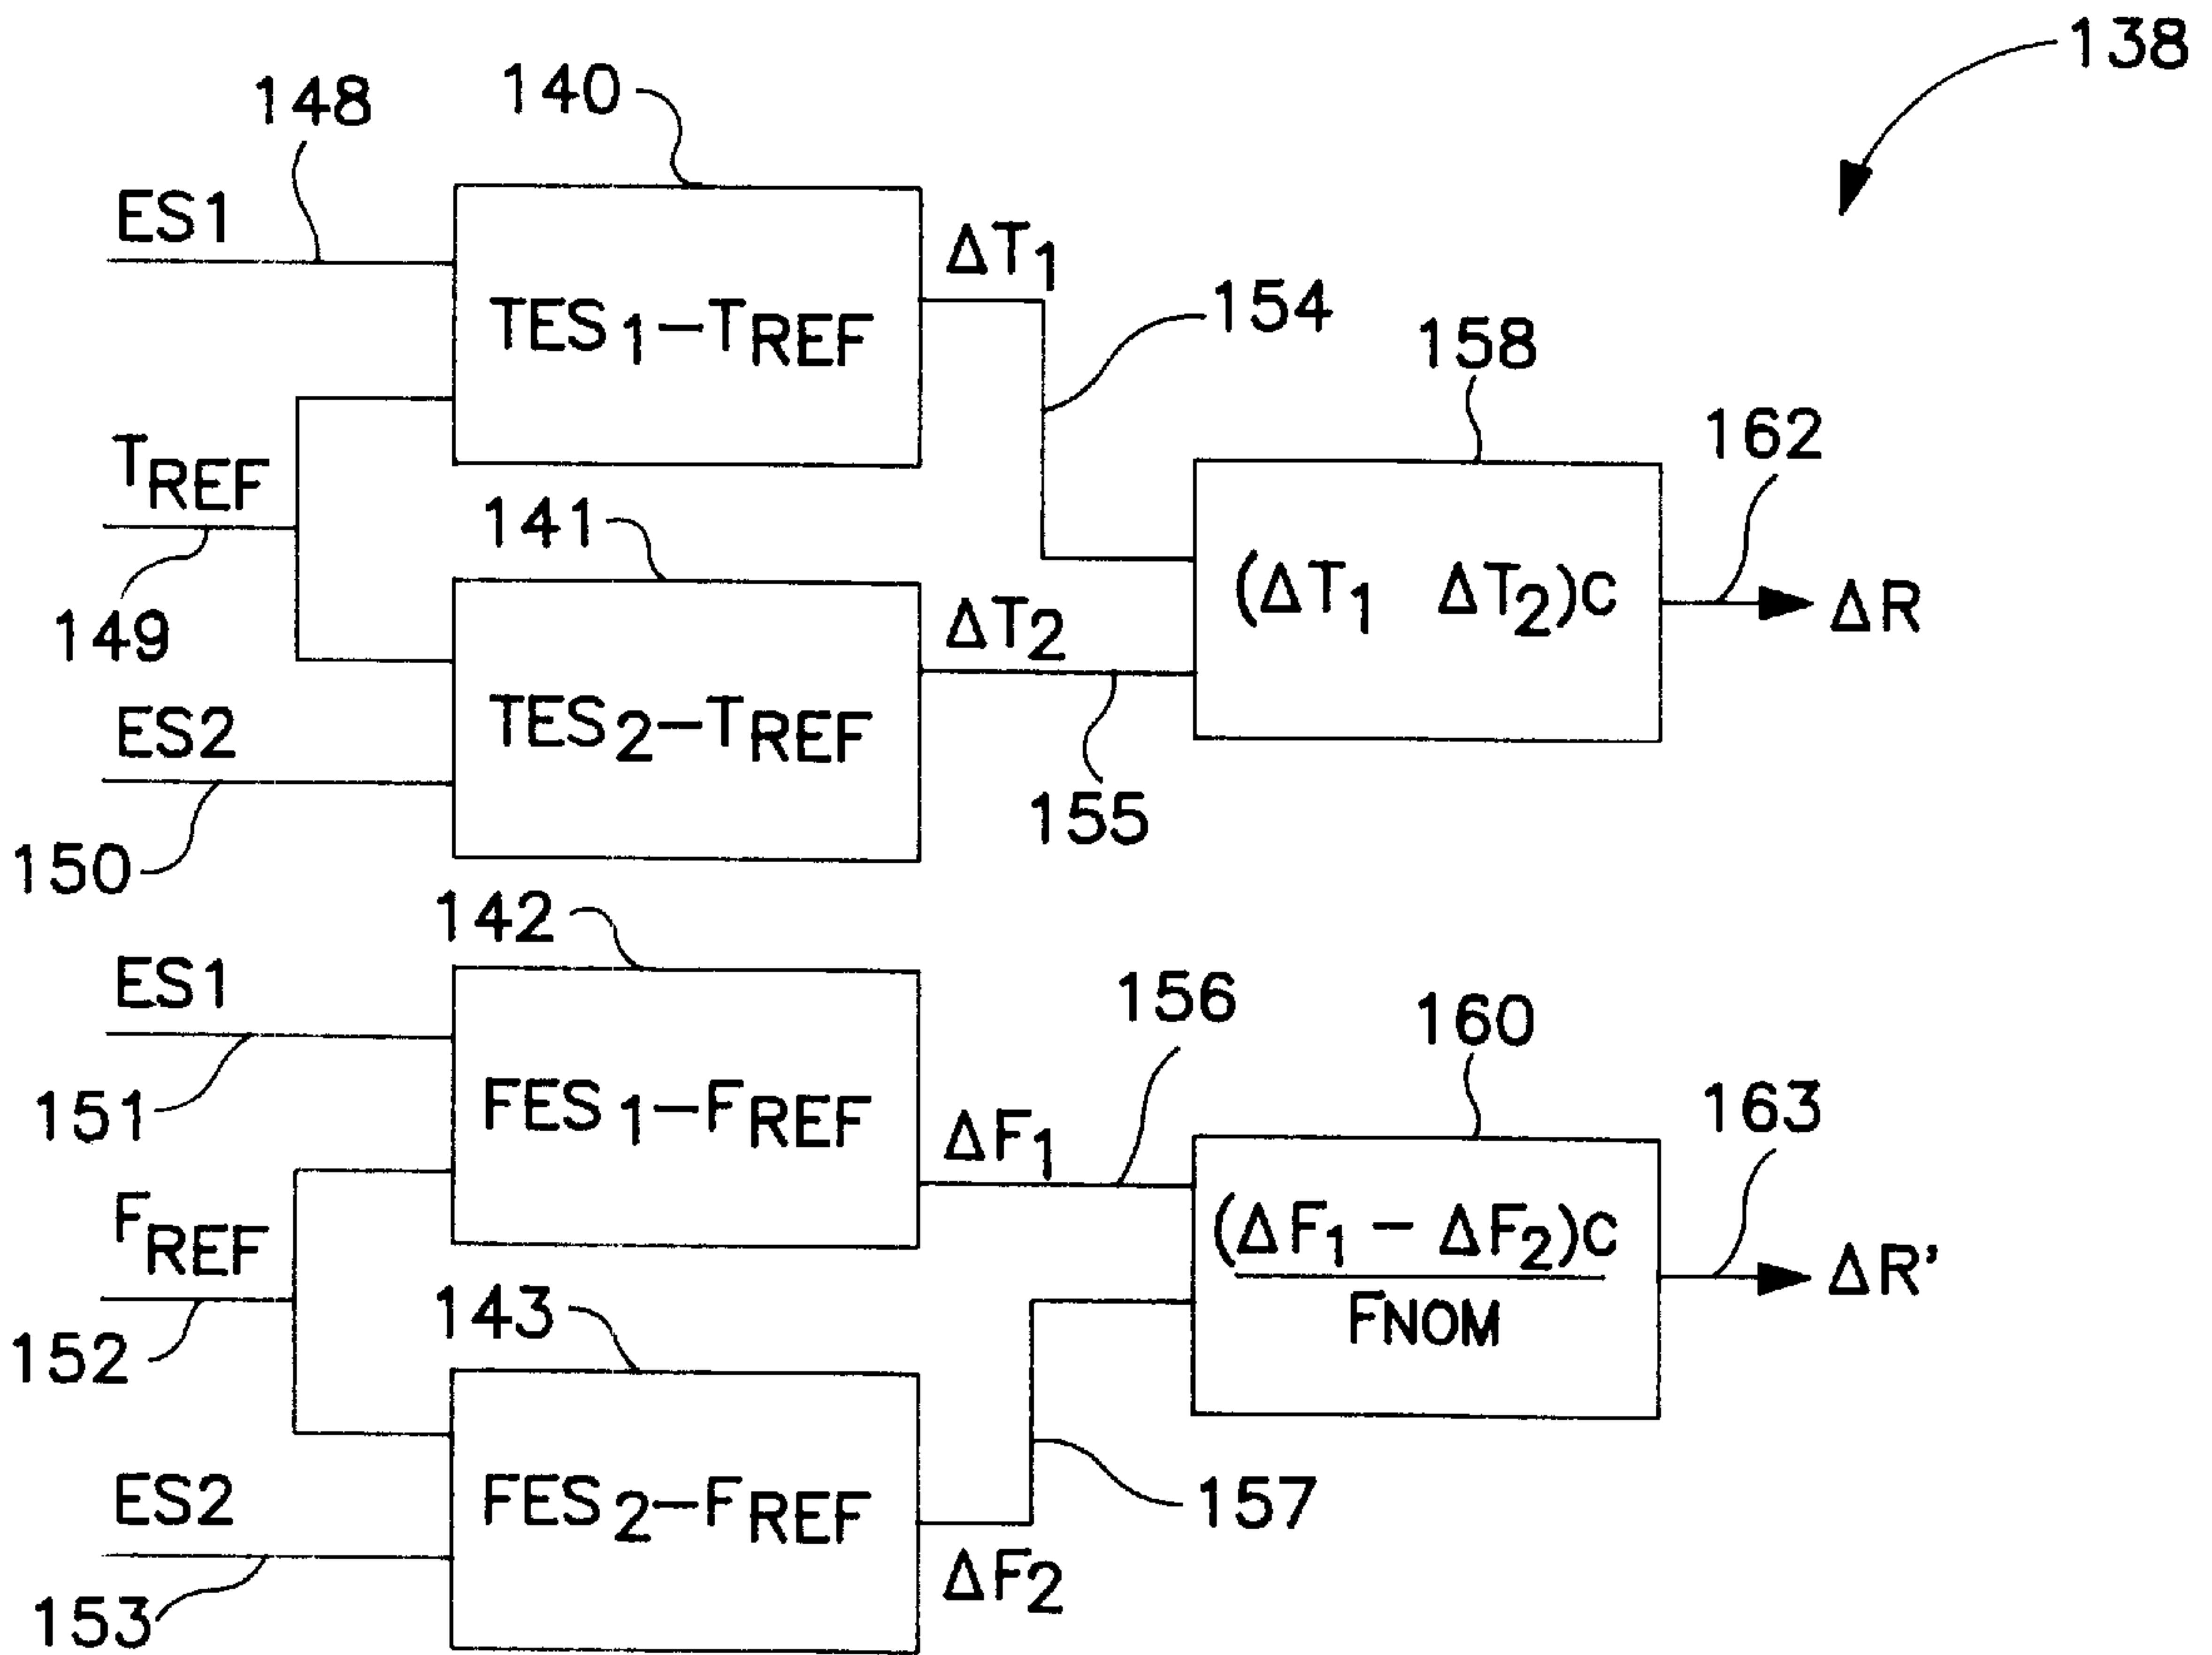 138
148
140
ES1
TES1−TREF
ΔT1
154
TREF
149
141
158
162
(ΔT1 ΔT2)C
ΔR
ES2
150
TES2−TREF
ΔT2
155
142
ES1
151
FES1−FREF
ΔF1
156
160
163
FREF
152
143
(ΔF1 − ΔF2)C
FNOM
ΔR'
ES2
153
FES2−FREF
ΔF2
157